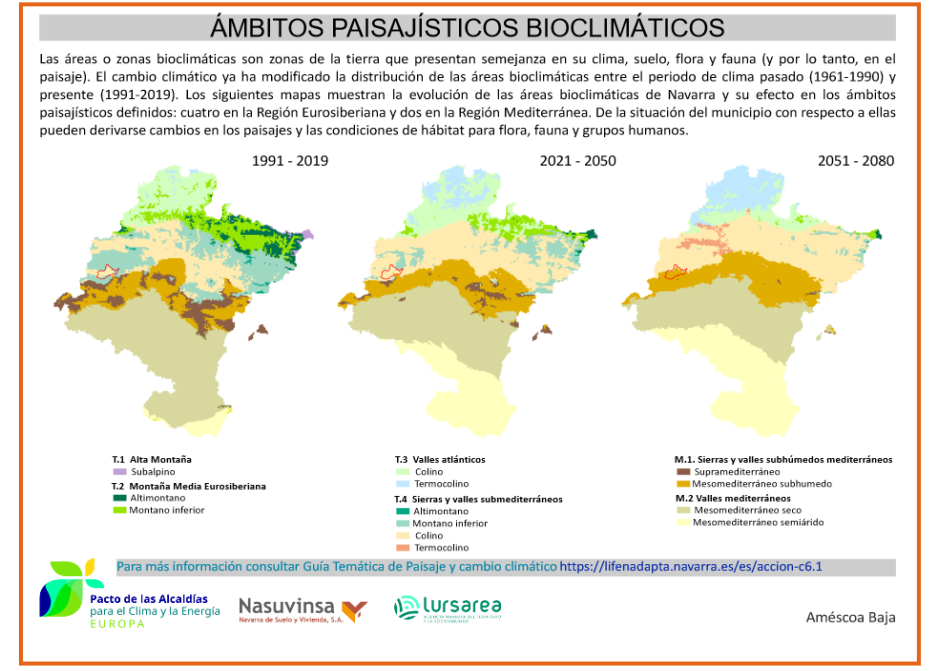 ÁMBITOS PAISAJÍSTICOS BIOCLIMÁTICOS
Las áreas o zonas bioclimáticas son zonas de la tierra que presentan semejanza en su clima, suelo, flora y fauna (y por lo tanto, en el
paisaje). El cambio climático ya ha modificado la distribución de las áreas bioclimáticas entre el periodo de clima pasado (1961-1990) y
presente (1991-2019). Los siguientes mapas muestran la evolución de las áreas bioclimáticas de Navarra y su efecto en los ámbitos
paisajísticos definidos: cuatro en la Región Eurosiberiana y dos en la Región Mediterránea. De la situación del municipio con respecto a ellas
pueden derivarse cambios en los paisajes y las condiciones de hábitat para flora, fauna y grupos humanos.
1991 - 2019
2021 - 2050
2051 - 2080
T.1 Alta Montaña
Subalpino
T.2 Montaña Media Eurosiberiana
Altimontano
Montano inferior
T.3 Valles atlánticos
Colino
Termocolino
T.4 Sierras y valles submediterráneos
Altimontano
Montano inferior
Colino
Termocolino
M.1. Sierras y valles subhúmedos mediterráneos
Supramediterráneo
Mesomediterráneo subhumedo
M.2 Valles mediterráneos
Mesomediterráneo seco
Mesomediterráneo semiárido
Para más información consultar Guía Temática de Paisaje y cambio climático https://lifenadapta.navarra.es/es/accion-c6.1
Pacto de las Alcaldías
para el Clima y la Energía
EUROPA
Nasuvinsa
Navarra de Suelo y Vivienda, S.A.
lursarea
AGENCIA NAVARRA DEL TERRITORIO
Y LA SOSTENIBILIDAD
Améscoa Baja